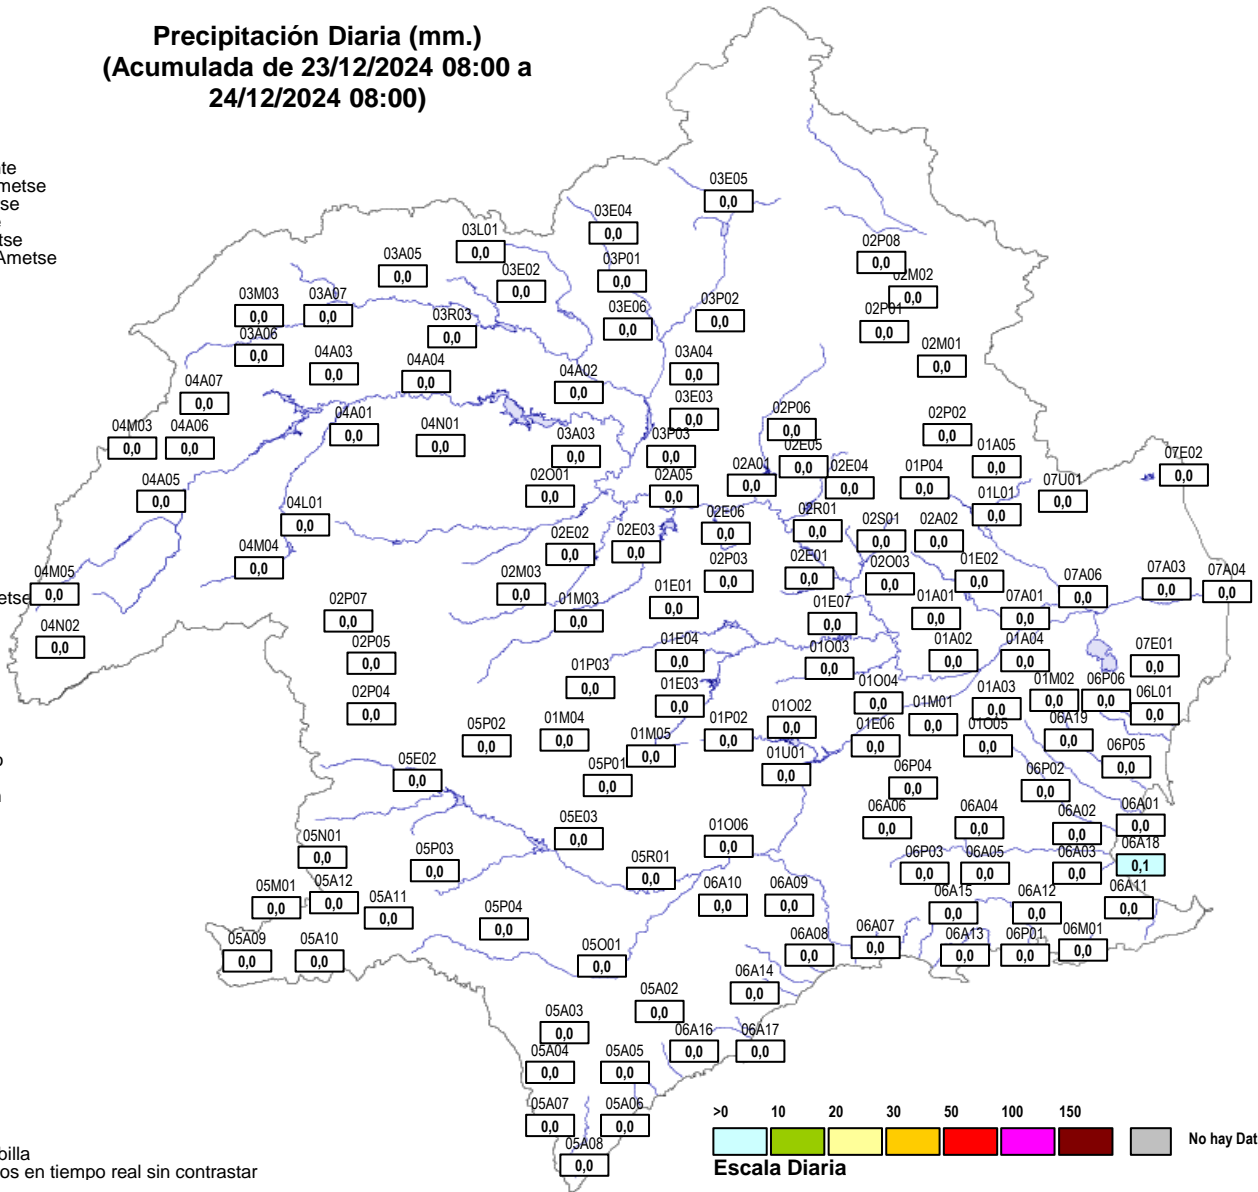 Precipitación Diaria (mm.)
(Acumulada de 23/12/2024 08:00 a
24/12/2024 08:00)
03E05
0,0
03E04
0,0
03L01
0,0
03A05
0,0
03E02
0,0
03P01
0,0
02P08
0,0
02M02
0,0
03M03
0,0
03A07
0,0
03R03
0,0
03E06
0,0
03P02
0,0
02P01
0,0
03A06
0,0
04A03
0,0
04A04
0,0
04A02
0,0
03A04
0,0
02M01
0,0
04A07
0,0
03E03
0,0
04M03
0,0
04A06
0,0
04A01
0,0
04N01
0,0
03A03
0,0
03P03
0,0
02P06
0,0
02E05
0,0
02P02
0,0
01A05
0,0
07E02
0,0
04A05
0,0
02O01
0,0
02A05
0,0
02A01
0,0
02E04
0,0
01P04
0,0
01L01
0,0
07U01
0,0
04L01
0,0
02E02
0,0
02E03
0,0
02E06
0,0
02R01
0,0
02S01
0,0
02A02
0,0
04M05
0,0
04M04
0,0
02M03
0,0
01M03
0,0
01E01
0,0
02P03
0,0
02E01
0,0
02O03
0,0
01E02
0,0
07A06
0,0
07A03
0,0
07A04
0,0
etse
04N02
0,0
02P07
0,0
02P05
0,0
01E07
0,0
01A01
0,0
07A01
0,0
01E04
0,0
01O03
0,0
01A02
0,0
01A04
0,0
07E01
0,0
02P04
0,0
01P03
0,0
01E03
0,0
01O04
0,0
01M01
0,0
01A03
0,0
01M02
0,0
06P06
0,0
06L01
0,0
05P02
0,0
01M04
0,0
01M05
0,0
01P02
0,0
01O02
0,0
01E06
0,0
01O05
0,0
06A19
0,0
06P05
0,0
05E02
0,0
05P01
0,0
01U01
0,0
06P04
0,0
06P02
0,0
05E03
0,0
01O06
0,0
06A06
0,0
06A04
0,0
06A02
0,0
06A01
0,0
05N01
0,0
05P03
0,0
05R01
0,0
06P03
0,0
06A05
0,0
06A03
0,0
06A18
0,1
05M01
0,0
05A12
0,0
05A11
0,0
06A10
0,0
06A09
0,0
06A15
0,0
06A12
0,0
06A11
0,0
05A09
0,0
05A10
0,0
05P04
0,0
05O01
0,0
06A08
0,0
06A07
0,0
06A13
0,0
06P01
0,0
06M01
0,0
05A02
0,0
06A14
0,0
05A03
0,0
06A16
0,0
06A17
0,0
05A04
0,0
05A05
0,0
05A07
0,0
05A06
0,0
05A08
0,0
>0 10 20 30 50 100 150
No hay Dat
Escala Diaria
billa
os en tiempo real sin contrastar